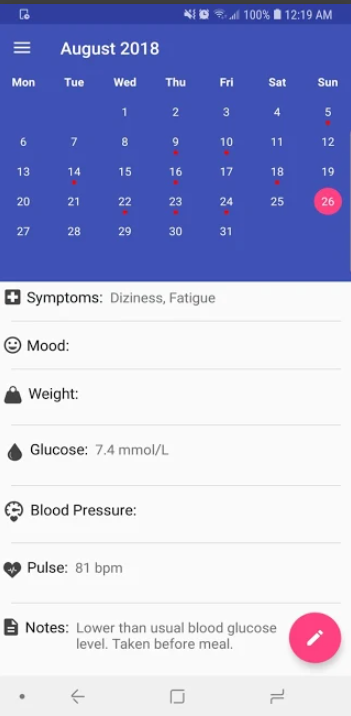 100% 12:19 AM
August 2018
Mon Tue Wed Thu Fri Sat Sun
1 2 3 4 5
6 7 8 9 10 11 12
13 14 15 16 17 18 19
20 21 22 23 24 25 26
27 28 29 30 31
Symptoms: Diziness, Fatigue
Mood:
Weight:
Glucose: 7.4 mmol/L
Blood Pressure:
Pulse: 81 bpm
Notes: Lower than usual blood glucose
level. Taken before meal.